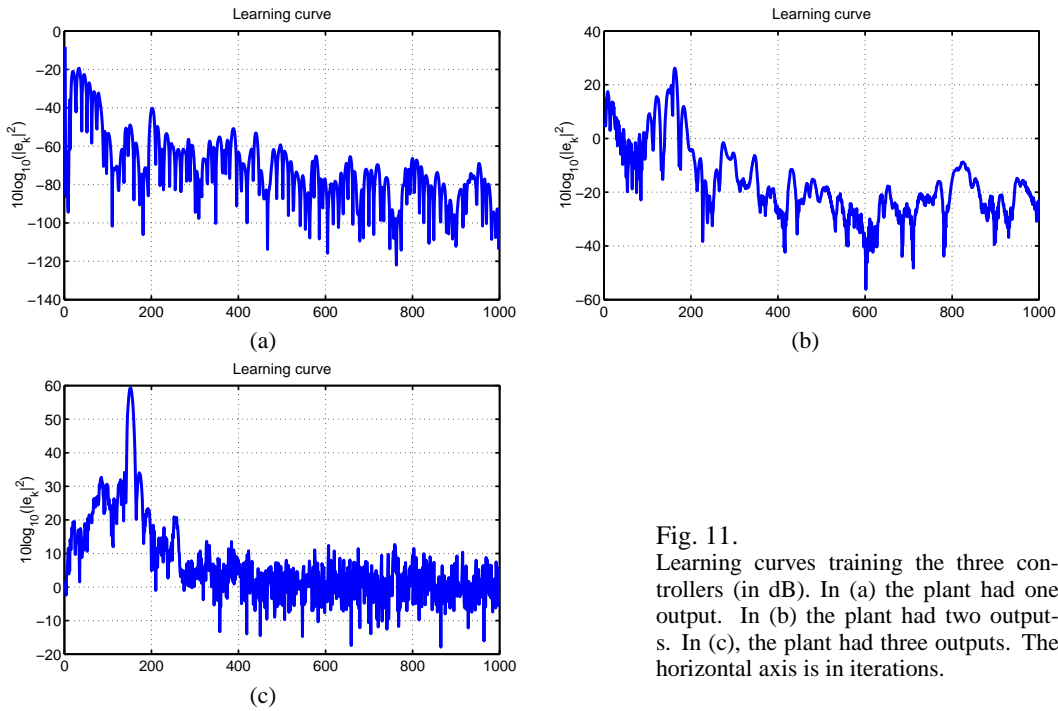 Learning curve
0
−20
−40
−60
−80
−100
−120
−140
10log10(|ek|2)
0 200 400 600 800 1000
(a)
Learning curve
40
20
0
−20
−40
−60
10log10(|ek|2)
0 200 400 600 800 1000
(b)
Learning curve
60
50
40
30
20
10
0
−10
−20
10log10(|ek|2)
0 200 400 600 800 1000
(c)
Fig. 11.
Learning curves training the three con-
trollers (in dB). In (a) the plant had one
output. In (b) the plant had two output-
s. In (c), the plant had three outputs. The
horizontal axis is in iterations.